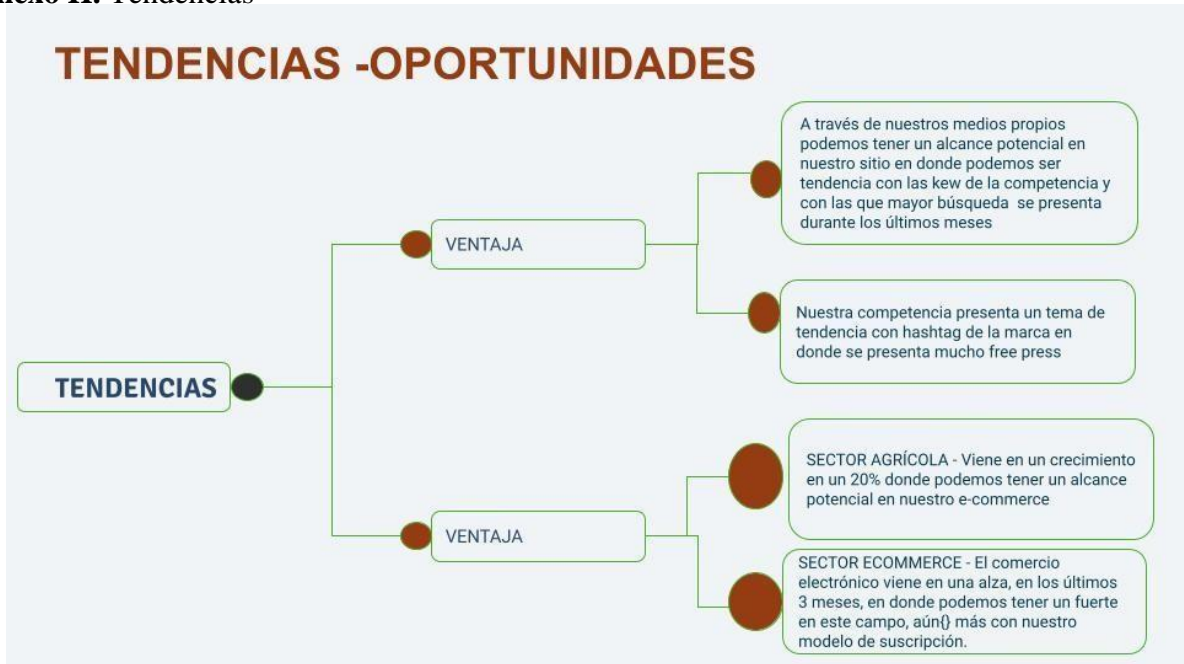 TENDENCIAS -OPORTUNIDADES
A través de nuestros medios propios
podemos tener un alcance potencial en
nuestro sitio en donde podemos ser
tendencia con las kew de la competencia y
con las que mayor búsqueda se presenta
durante los últimos meses
VENTAJA
Nuestra competencia presenta un tema de
tendencia con hashtag de la marca en
donde se presenta mucho free press
TENDENCIAS
SECTOR AGRÍCOLA - Viene en un crecimiento
en un 20% donde podemos tener un alcance
potencial en nuestro e-commerce
VENTAJA
SECTOR ECOMMERCE - El comercio
electrónico viene en una alza, en los últimos
3 meses, en donde podemos tener un fuerte
en este campo, aún{} más con nuestro
modelo de suscripción.